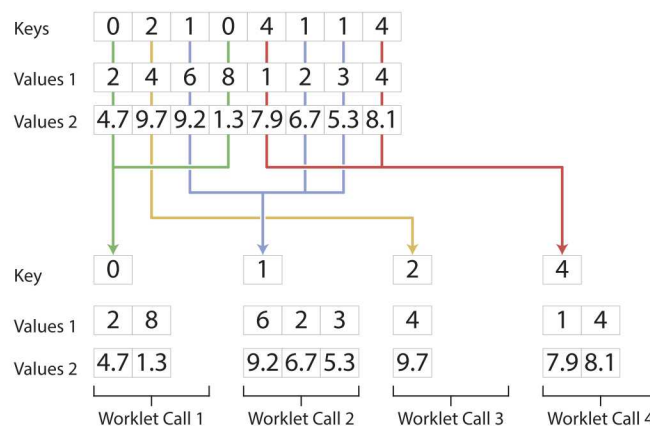 Keys 0 2 1 0 4 1 1 4
Values 1 2 4 6 8 1 2 3 4
Values 2 4.7 9.7 9.2 1.3 7.9 6.7 5.3 8.1
Key 0 1 2 4
Values 1 2 8 6 2 3 4 1 4
Values 2 4.7 1.3 9.2 6.7 5.3 9.7 7.9 8.1
Worklet Call 1 Worklet Call 2 Worklet Call 3 Worklet Call 4